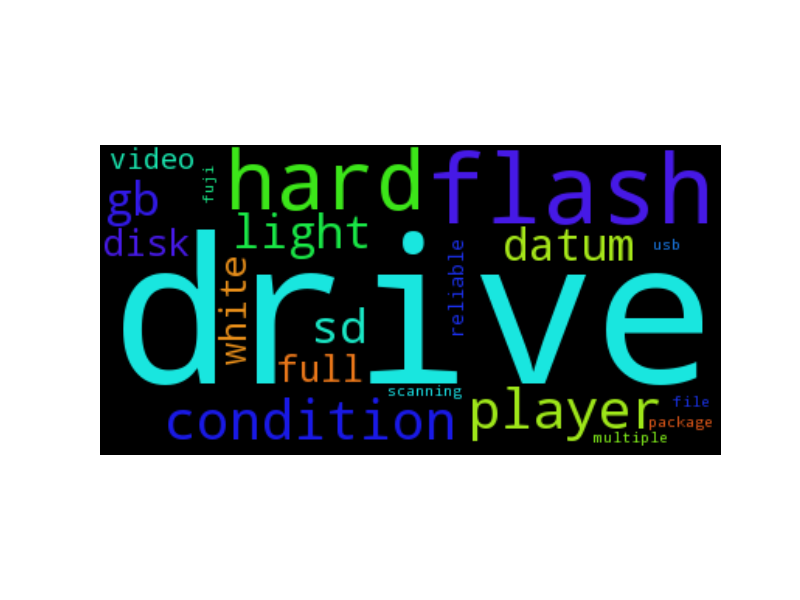 video
fuji
hard
flash
gb
light
disk
datum
usb
drive
white
reliable
sd
full
scanning
condition
player
file
package
multiple